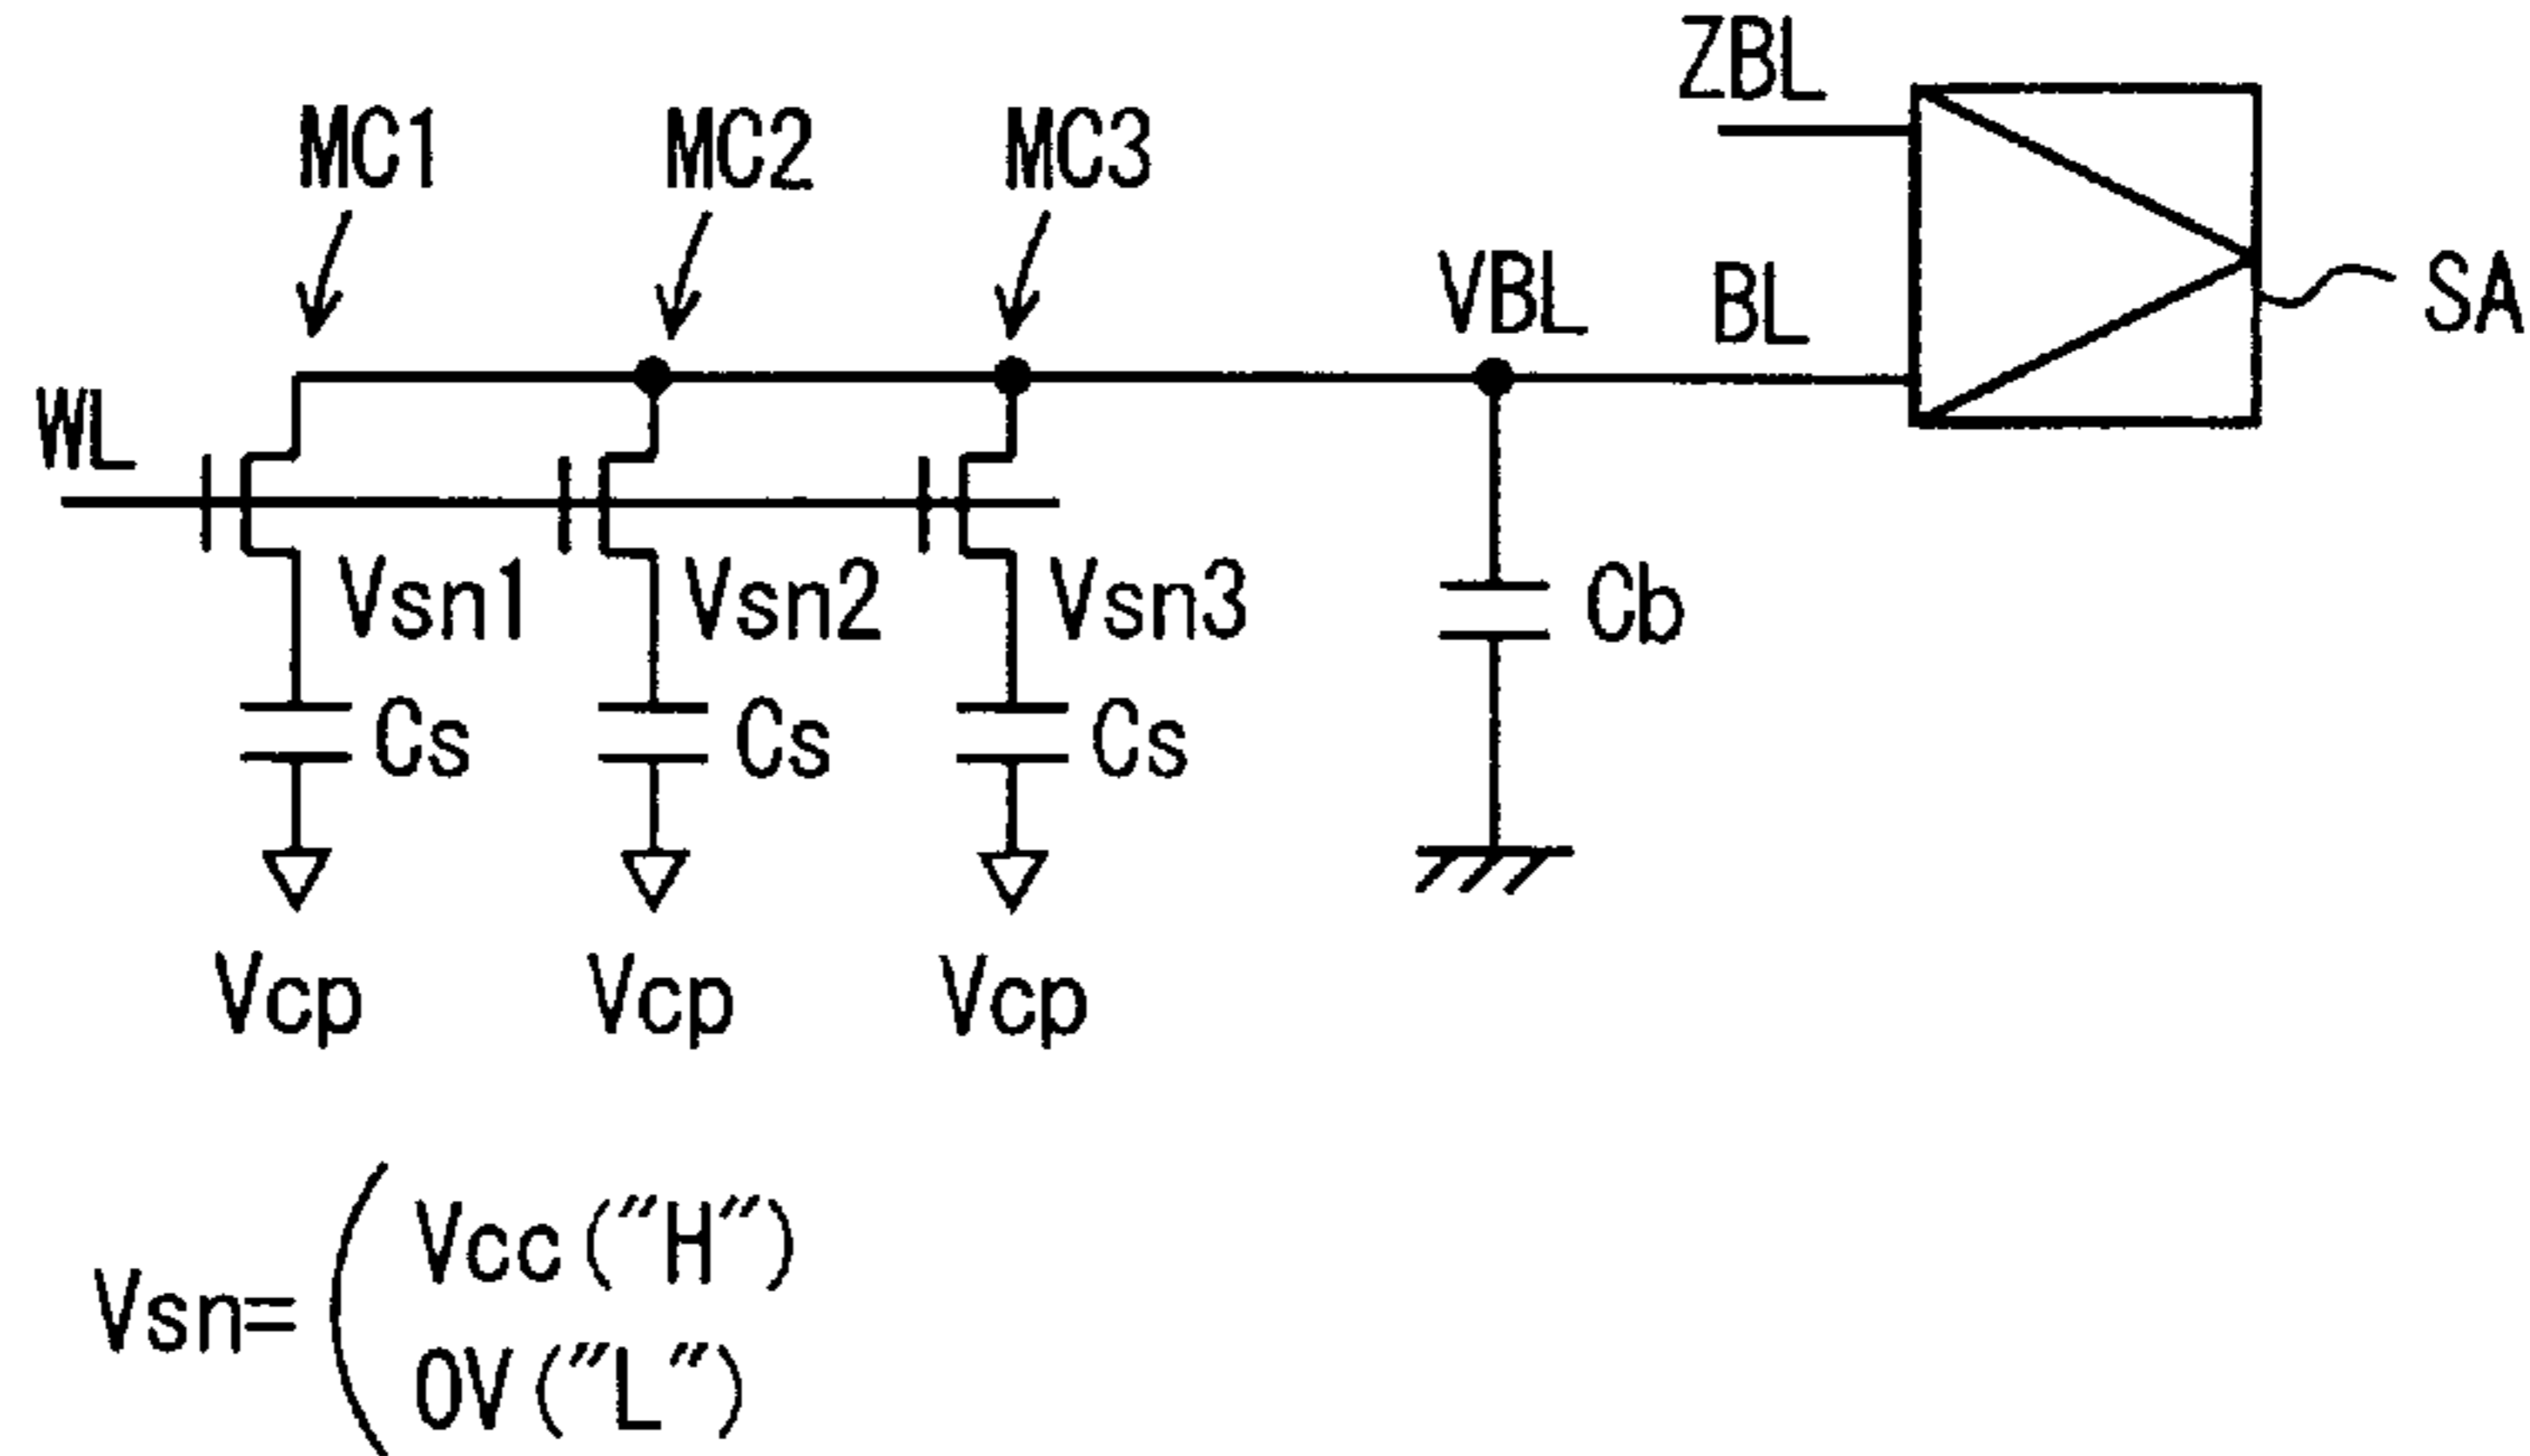 ZBL
MC1 MC2 MC3
VBL BL SA
WL
Vsn1 Vsn2 Vsn3 Cb
Cs Cs Cs
Vcp Vcp Vcp
Vcc("H")
Vsn=
0V("L")